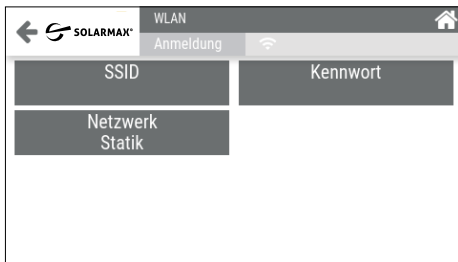 WLAN
SOLARMAX®
Anmeldung
SSID
Kennwort
Netzwerk
Statik